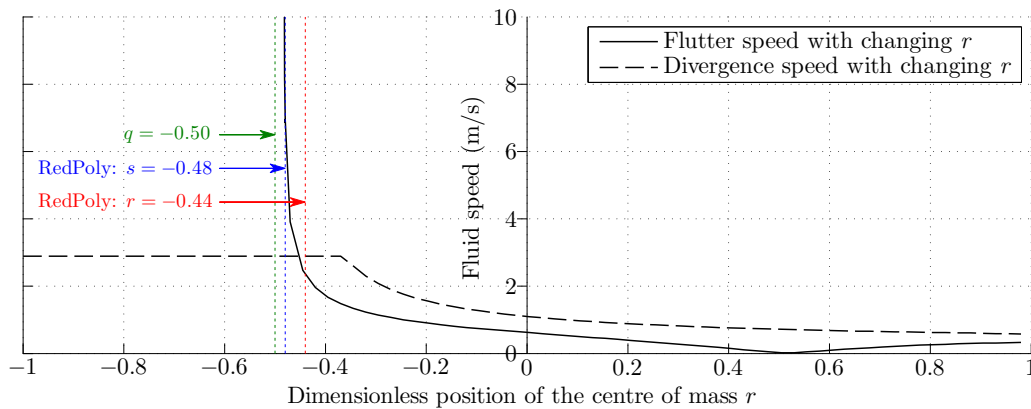 10
8
6
4
2
0
Fluid speed (m/s)
Flutter speed with changing r
Divergence speed with changing r
q = −0.50
RedPoly: s = −0.48
RedPoly: r = −0.44
−1 −0.8 −0.6 −0.4 −0.2 0 0.2 0.4 0.6 0.8 1
Dimensionless position of the centre of mass r